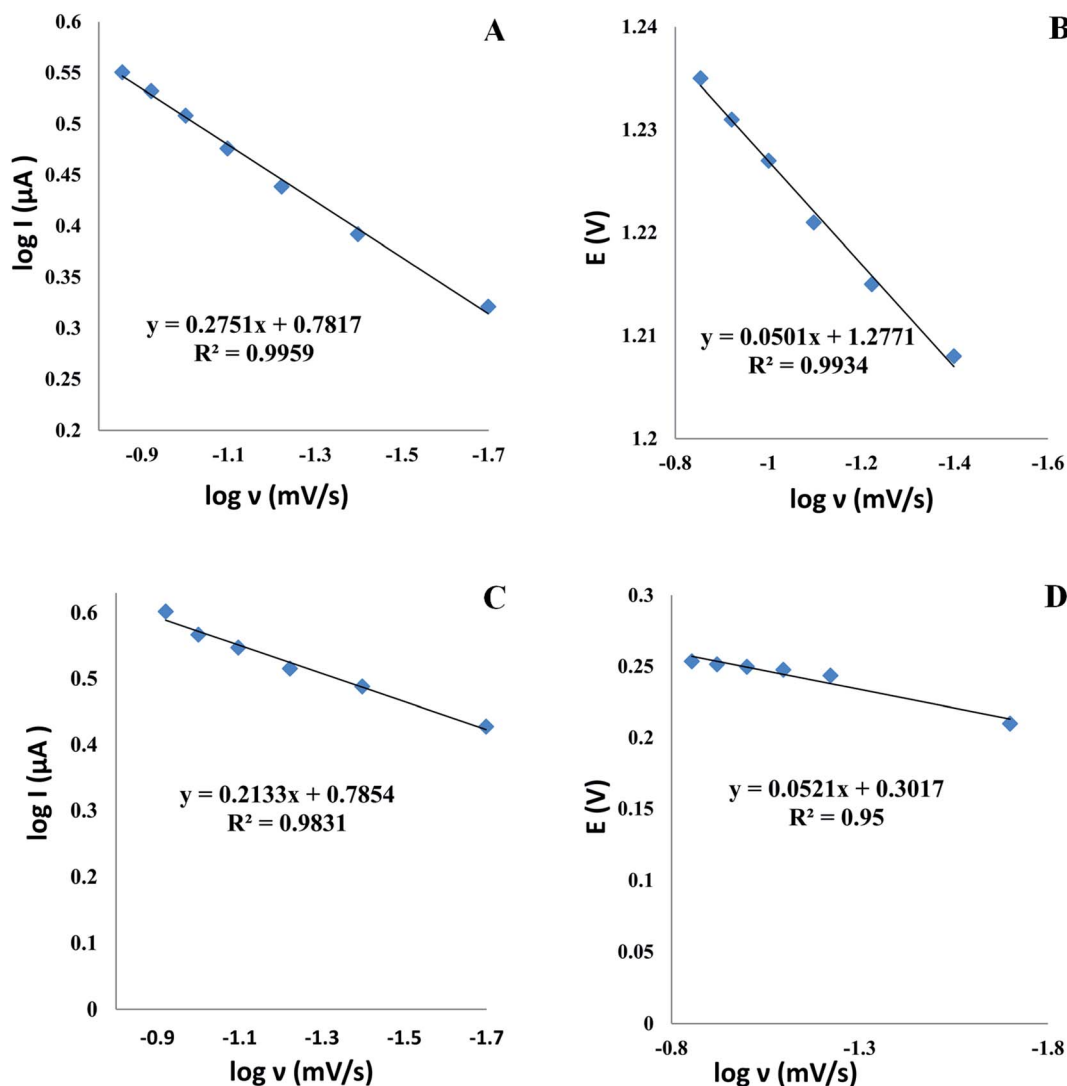 A
log I (µA )
0.6
0.55
0.5
0.45
0.4
0.35
0.3
0.25
0.2
y = 0.2751x + 0.7817
R² = 0.9959
-0.9 -1.1 -1.3 -1.5 -1.7
log ν (mV/s)
B
E (V)
1.24
1.23
1.22
1.21
1.2
y = 0.0501x + 1.2771
R² = 0.9934
-0.8 -1 -1.2 -1.4 -1.6
log ν (mV/s)
C
log I (µA )
0.6
0.5
0.4
0.3
0.2
0.1
0
y = 0.2133x + 0.7854
R² = 0.9831
-0.9 -1.1 -1.3 -1.5 -1.7
log ν (mV/s)
D
E (V)
0.3
0.25
0.2
0.15
0.1
0.05
0
y = 0.0521x + 0.3017
R² = 0.95
-0.8 -1.3 -1.8
log ν (mV/s)